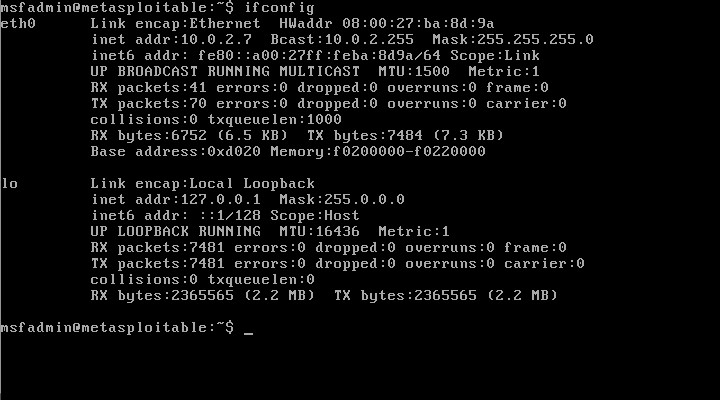 msfadmin@metasploitable:~$ ifconfig
eth0      Link encap:Ethernet  HWaddr 08:00:27:ba:8d:9a
          inet addr:10.0.2.7  Bcast:10.0.2.255  Mask:255.255.255.0
          inet6 addr: fe80::a00:27ff:feba:8d9a/64 Scope:Link
          UP BROADCAST RUNNING MULTICAST  MTU:1500  Metric:1
          RX packets:41 errors:0 dropped:0 overruns:0 frame:0
          TX packets:70 errors:0 dropped:0 overruns:0 carrier:0
          collisions:0 txqueuelen:1000
          RX bytes:6752 (6.5 KB)  TX bytes:7484 (7.3 KB)
          Base address:0xd020 Memory:f0200000-f0220000
lo        Link encap:Local Loopback
          inet addr:127.0.0.1  Mask:255.0.0.0
          inet6 addr: ::1/128 Scope:Host
          UP LOOPBACK RUNNING  MTU:16436  Metric:1
          RX packets:7481 errors:0 dropped:0 overruns:0 frame:0
          TX packets:7481 errors:0 dropped:0 overruns:0 carrier:0
          collisions:0 txqueuelen:0
          RX bytes:2365565 (2.2 MB)  TX bytes:2365565 (2.2 MB)
msfadmin@metasploitable:~$ _